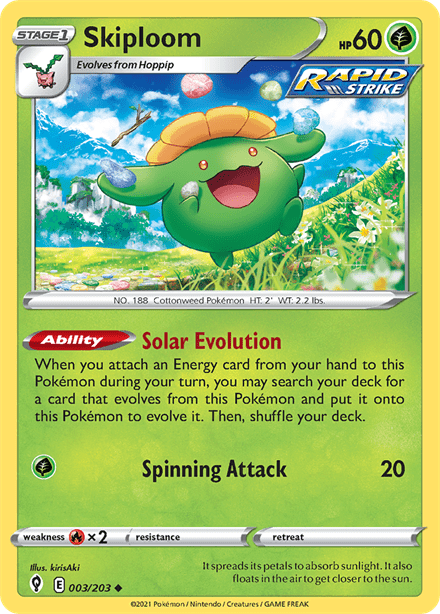 STAGE 1 Skiploom HP 60
Evolves from Hoppip
RAPID
STRIKE
NO. 188 Cottonweed Pokémon HT: 2' WT: 2.2 lbs.
Ability Solar Evolution
When you attach an Energy card from your hand to this
Pokémon during your turn, you may search your deck for
a card that evolves from this Pokémon and put it onto
this Pokémon to evolve it. Then, shuffle your deck.
Spinning Attack 20
weakness ×2 resistance retreat
Illus. kirisAki
It spreads its petals to absorb sunlight. It also
floats in the air to get closer to the sun.
E 003/203
©2021 Pokémon / Nintendo / Creatures / GAME FREAK